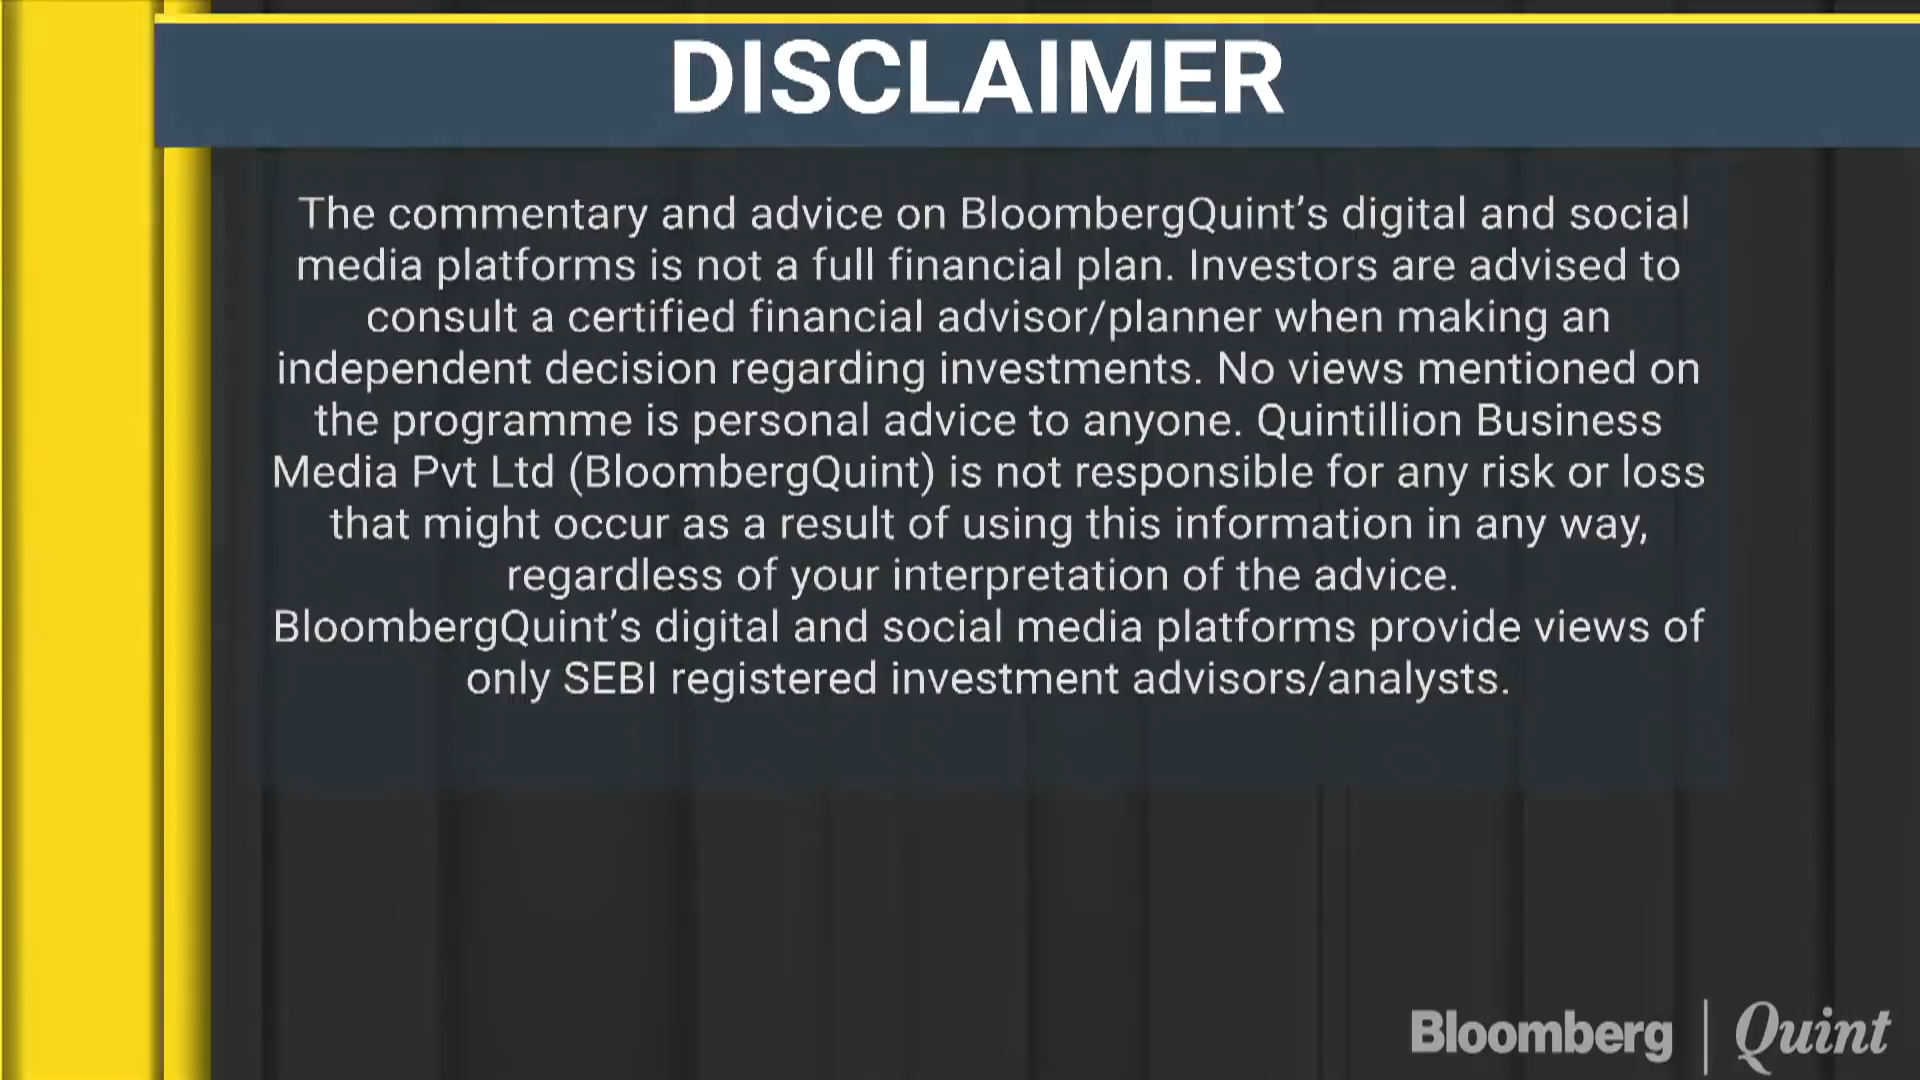 DISCLAIMER
The commentary and advice on BloombergQuint’s digital and social
media platforms is not a full financial plan. Investors are advised to
consult a certified financial advisor/planner when making an
independent decision regarding investments. No views mentioned on
the programme is personal advice to anyone. Quintillion Business
Media Pvt Ltd (BloombergQuint) is not responsible for any risk or loss
that might occur as a result of using this information in any way,
regardless of your interpretation of the advice.
BloombergQuint’s digital and social media platforms provide views of
only SEBI registered investment advisors/analysts.
Bloomberg | Quint